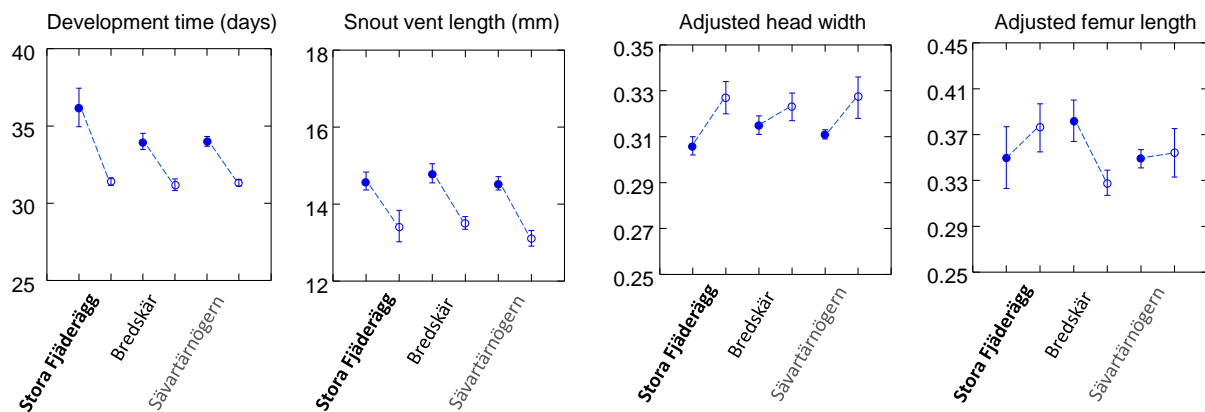 Development time (days)
40
35
30
25
Stora Fjäderägg
Bredskär
Sävartärnögern
Snout vent length (mm)
18
16
14
12
Stora Fjäderägg
Bredskär
Sävartärnögern
Adjusted head width
0.35
0.33
0.31
0.29
0.27
0.25
Stora Fjäderägg
Bredskär
Sävartärnögern
Adjusted femur length
0.45
0.41
0.37
0.33
0.29
0.25
Stora Fjäderägg
Bredskär
Sävartärnögern